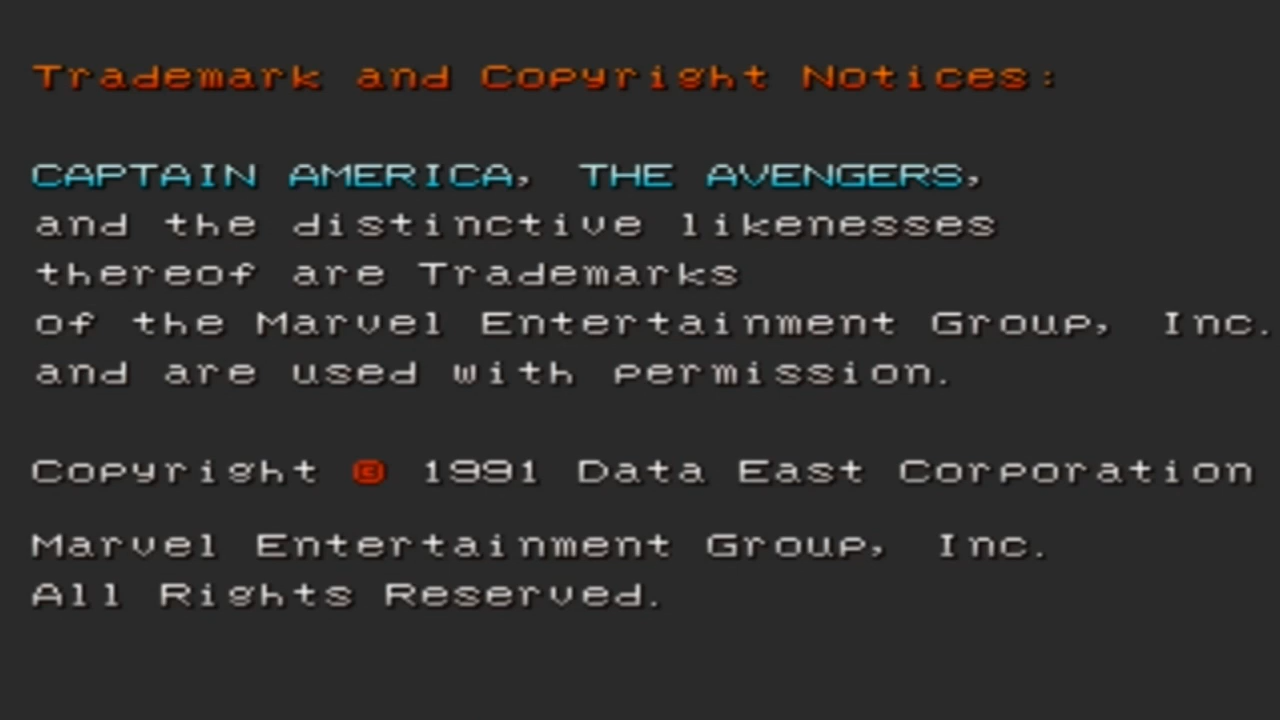 Trademark and Copyright Notices:
CAPTAIN AMERICA, THE AVENGERS,
and the distinctive likenesses
thereof are Trademarks
of the Marvel Entertainment Group, Inc.
and are used with permission.
Copyright © 1991 Data East Corporation
Marvel Entertainment Group, Inc.
All Rights Reserved.